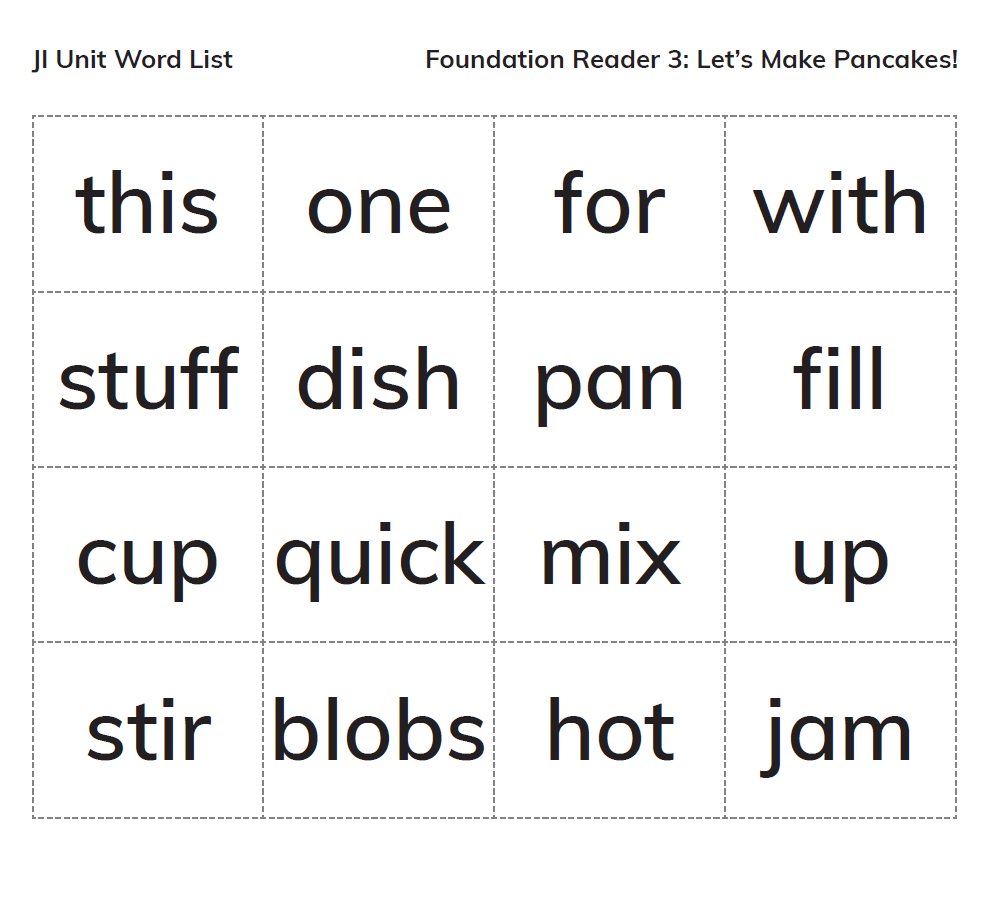 JI Unit Word List Foundation Reader 3: Let’s Make Pancakes!
this one for with
stuff dish pan fill
cup quick mix up
stir blobs hot jam